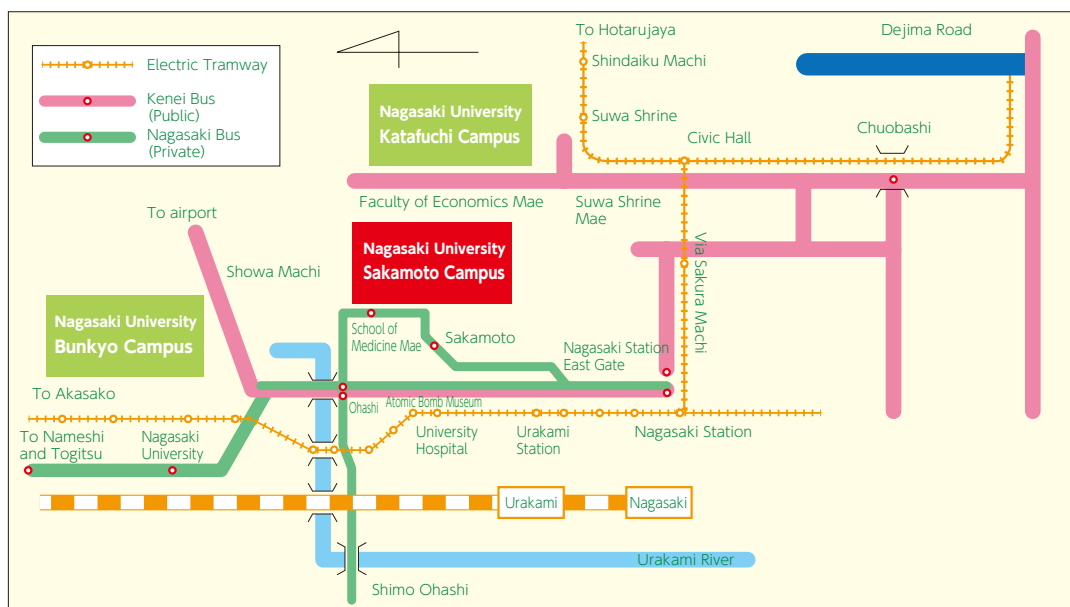 Electric Tramway
Kenei Bus
(Public)
Nagasaki Bus
(Private)
To Hotarujaya
Shindaiku Machi
Suwa Shrine
Dejima Road
Nagasaki University
Katafuchi Campus
Civic Hall
Chuobashi
Faculty of Economics Mae
Suwa Shrine
Mae
To airport
Showa Machi
Nagasaki University
Sakamoto Campus
Via Sakura Machi
Nagasaki University
Bunkyo Campus
School of
Medicine Mae
Sakamoto
Nagasaki Station
East Gate
To Akasako
Ohashi
Atomic Bomb Museum
To Nameshi
and Togitsu
Nagasaki
University
University
Hospital
Urakami
Station
Nagasaki Station
Urakami
Nagasaki
Urakami River
Shimo Ohashi